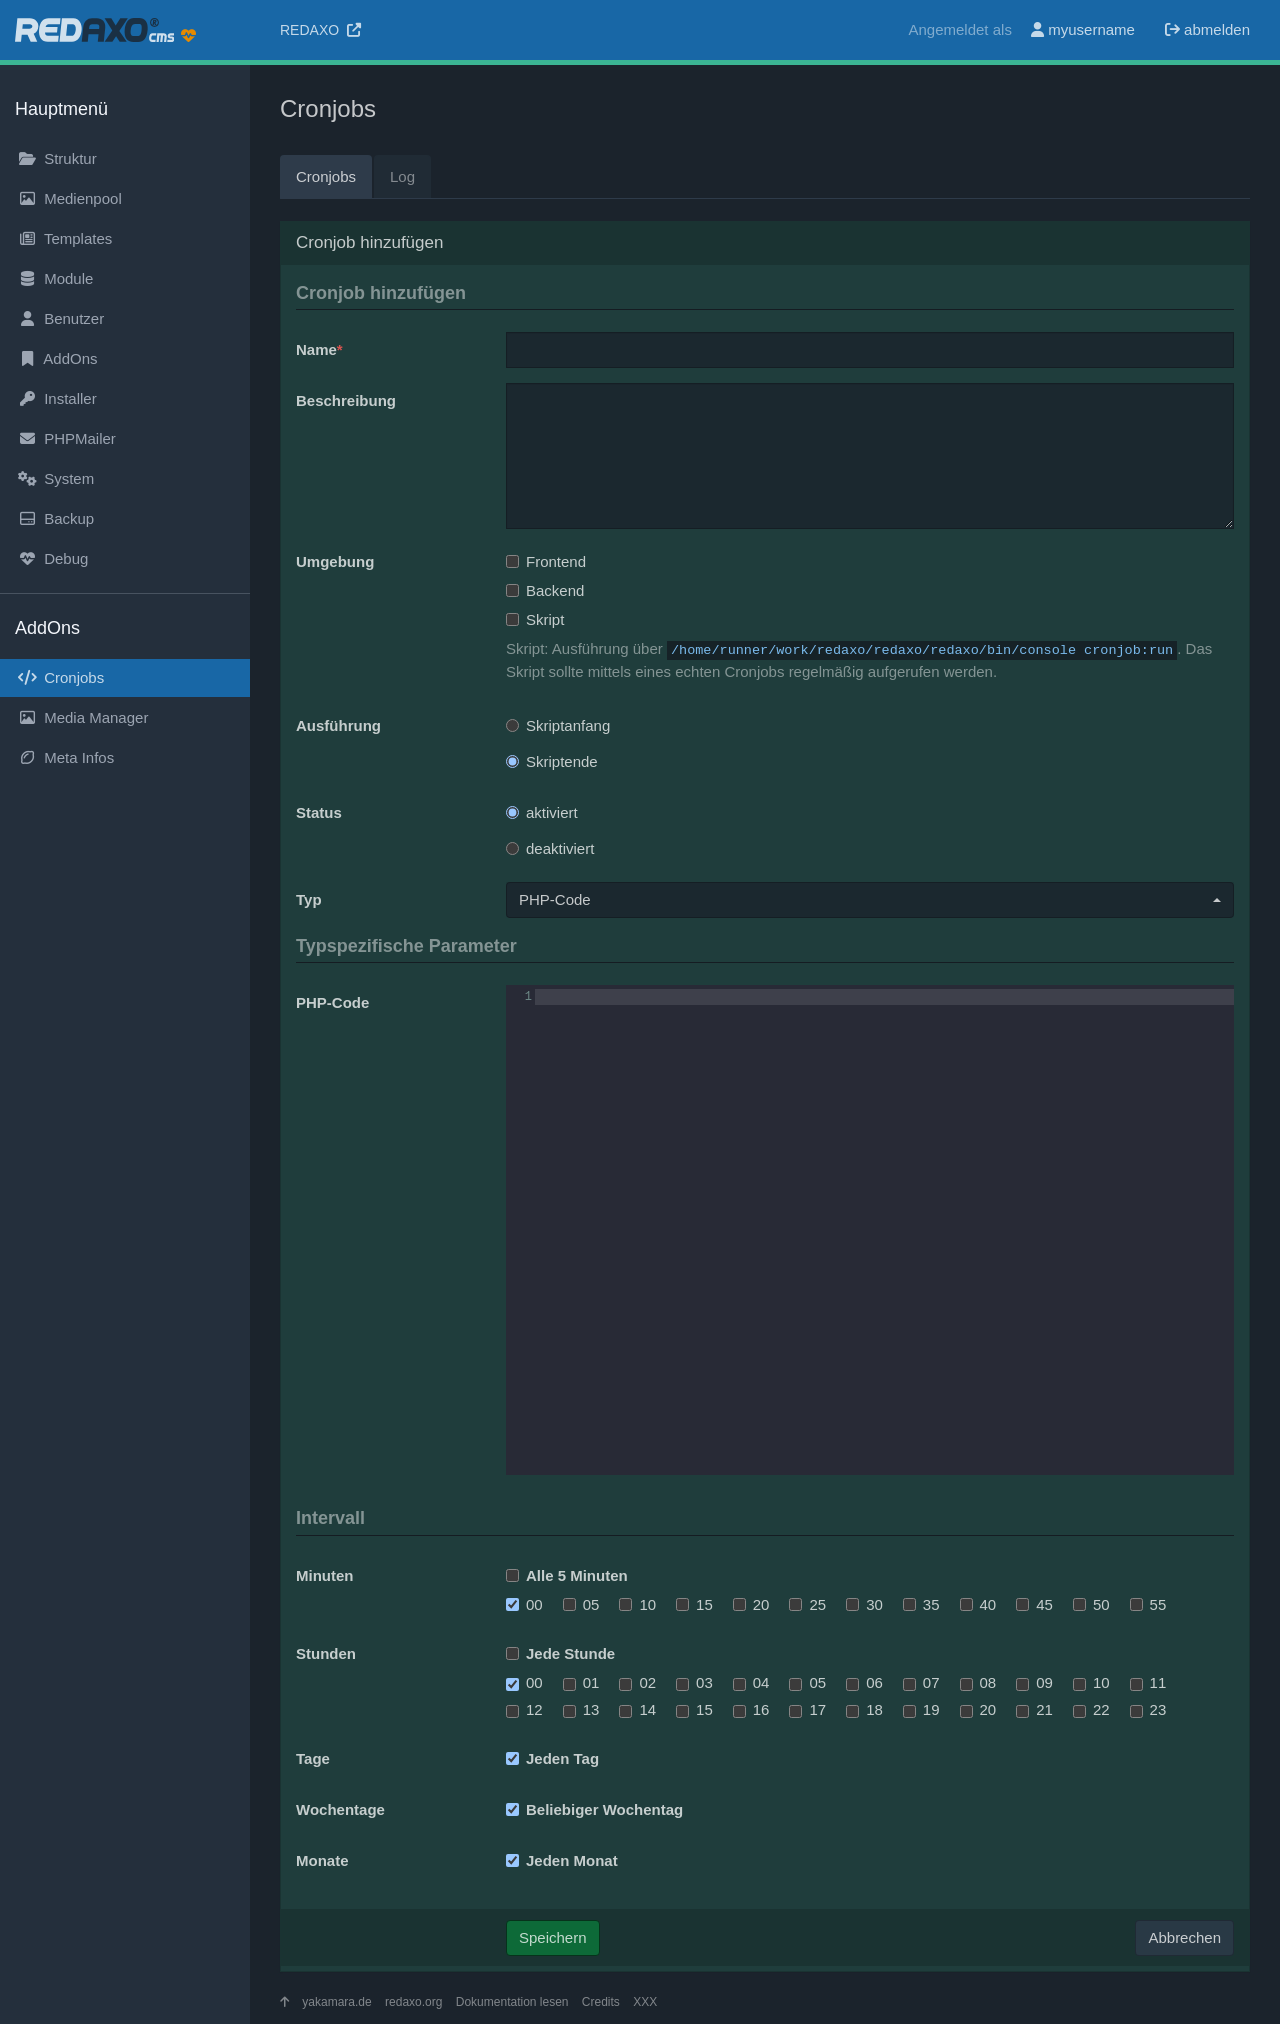 REDAXO® cms
REDAXO
Angemeldet als myusername abmelden
Hauptmenü
Struktur
Medienpool
Templates
Module
Benutzer
AddOns
Installer
PHPMailer
System
Backup
Debug
AddOns
Cronjobs
Media Manager
Meta Infos
Cronjobs
Cronjobs Log
Cronjob hinzufügen
Cronjob hinzufügen
Name*
Beschreibung
Umgebung
Frontend
Backend
Skript
Skript: Ausführung über /home/runner/work/redaxo/redaxo/redaxo/bin/console cronjob:run. Das
Skript sollte mittels eines echten Cronjobs regelmäßig aufgerufen werden.
Ausführung
Skriptanfang
Skriptende
Status
aktiviert
deaktiviert
Typ
PHP-Code
Typspezifische Parameter
PHP-Code
1
Intervall
Minuten
Alle 5 Minuten
00 05 10 15 20 25 30 35 40 45 50 55
Stunden
Jede Stunde
00 01 02 03 04 05 06 07 08 09 10 11
12 13 14 15 16 17 18 19 20 21 22 23
Tage
Jeden Tag
Wochentage
Beliebiger Wochentag
Monate
Jeden Monat
Speichern Abbrechen
yakamara.de redaxo.org Dokumentation lesen Credits XXX